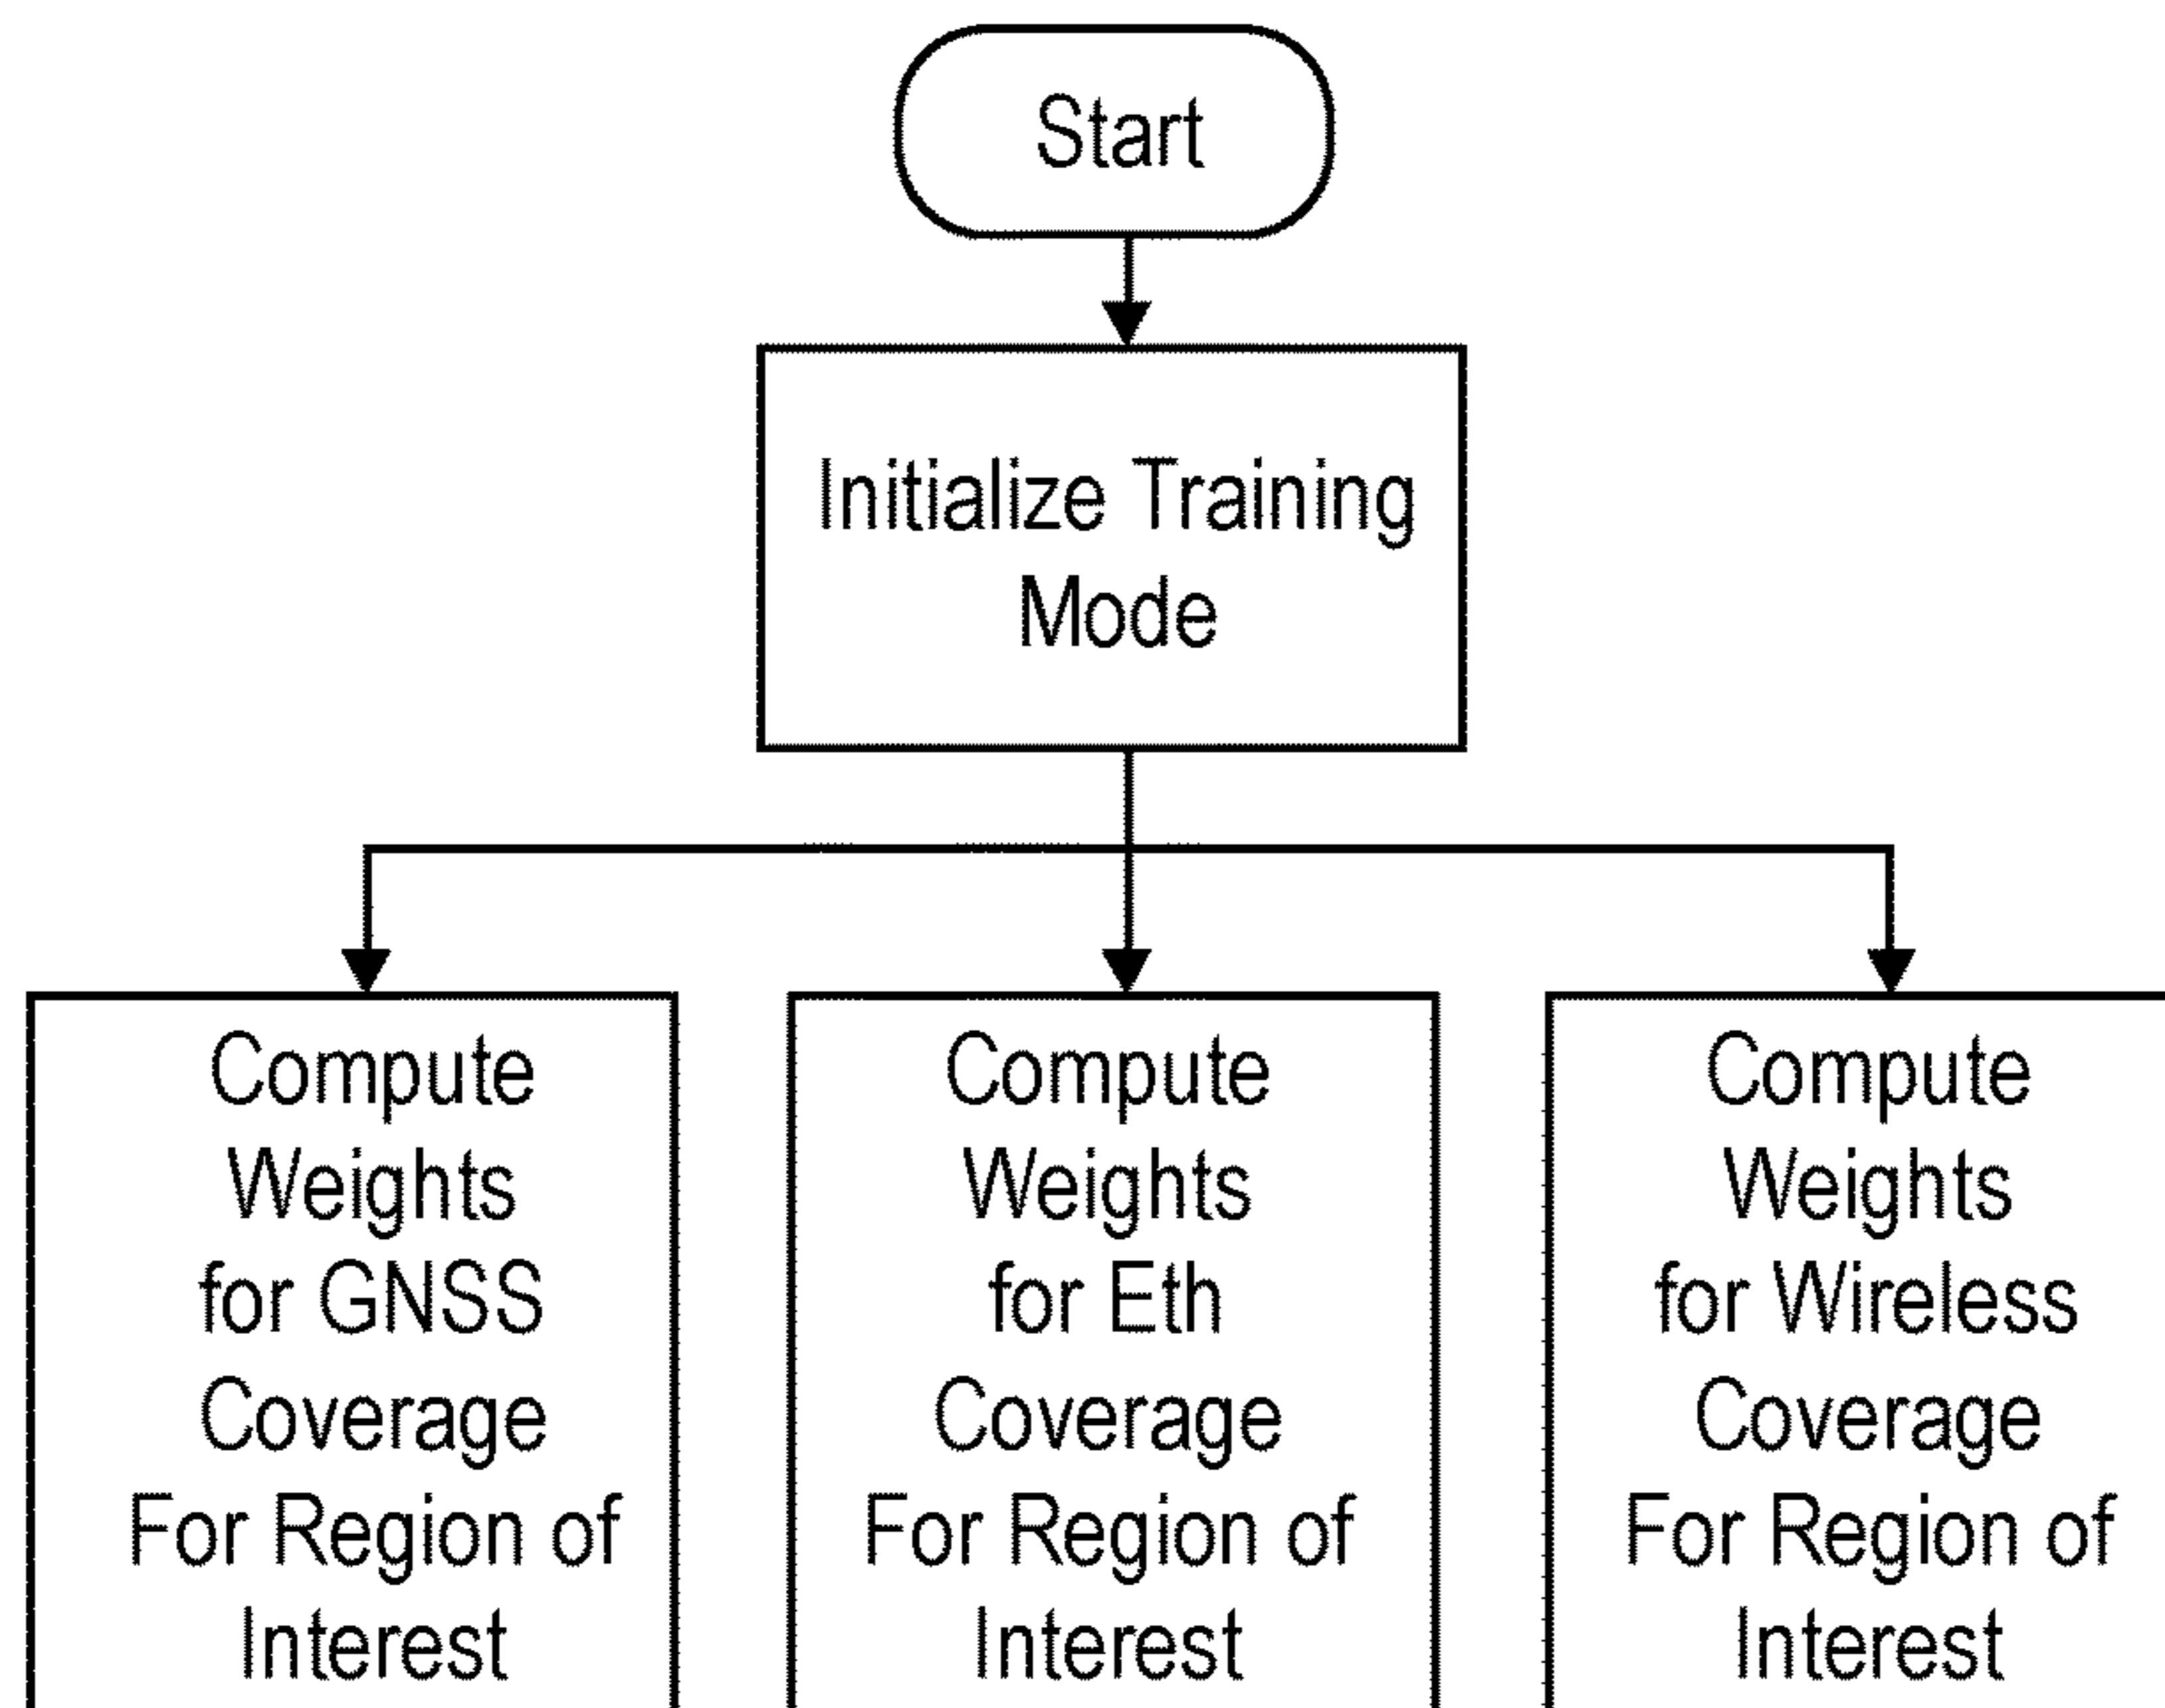 Start
Initialize Training
Mode
Compute
Weights
for GNSS
Coverage
For Region of
Interest
Compute
Weights
for Eth
Coverage
For Region of
Interest
Compute
Weights
for Wireless
Coverage
For Region of
Interest